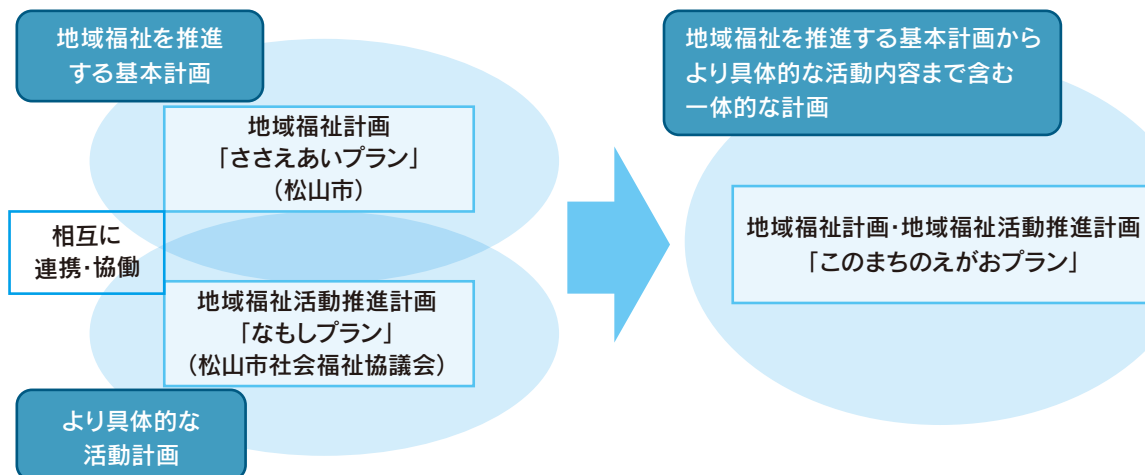 地域福祉を推進
する基本計画
地域福祉計画
「ささえあいプラン」
（松山市）
相互に
連携・協働
地域福祉活動推進計画
「なもしプラン」
（松山市社会福祉協議会）
より具体的な
活動計画
地域福祉を推進する基本計画から
より具体的な活動内容まで含む
一体的な計画
地域福祉計画・地域福祉活動推進計画
「このまちのえがおプラン」